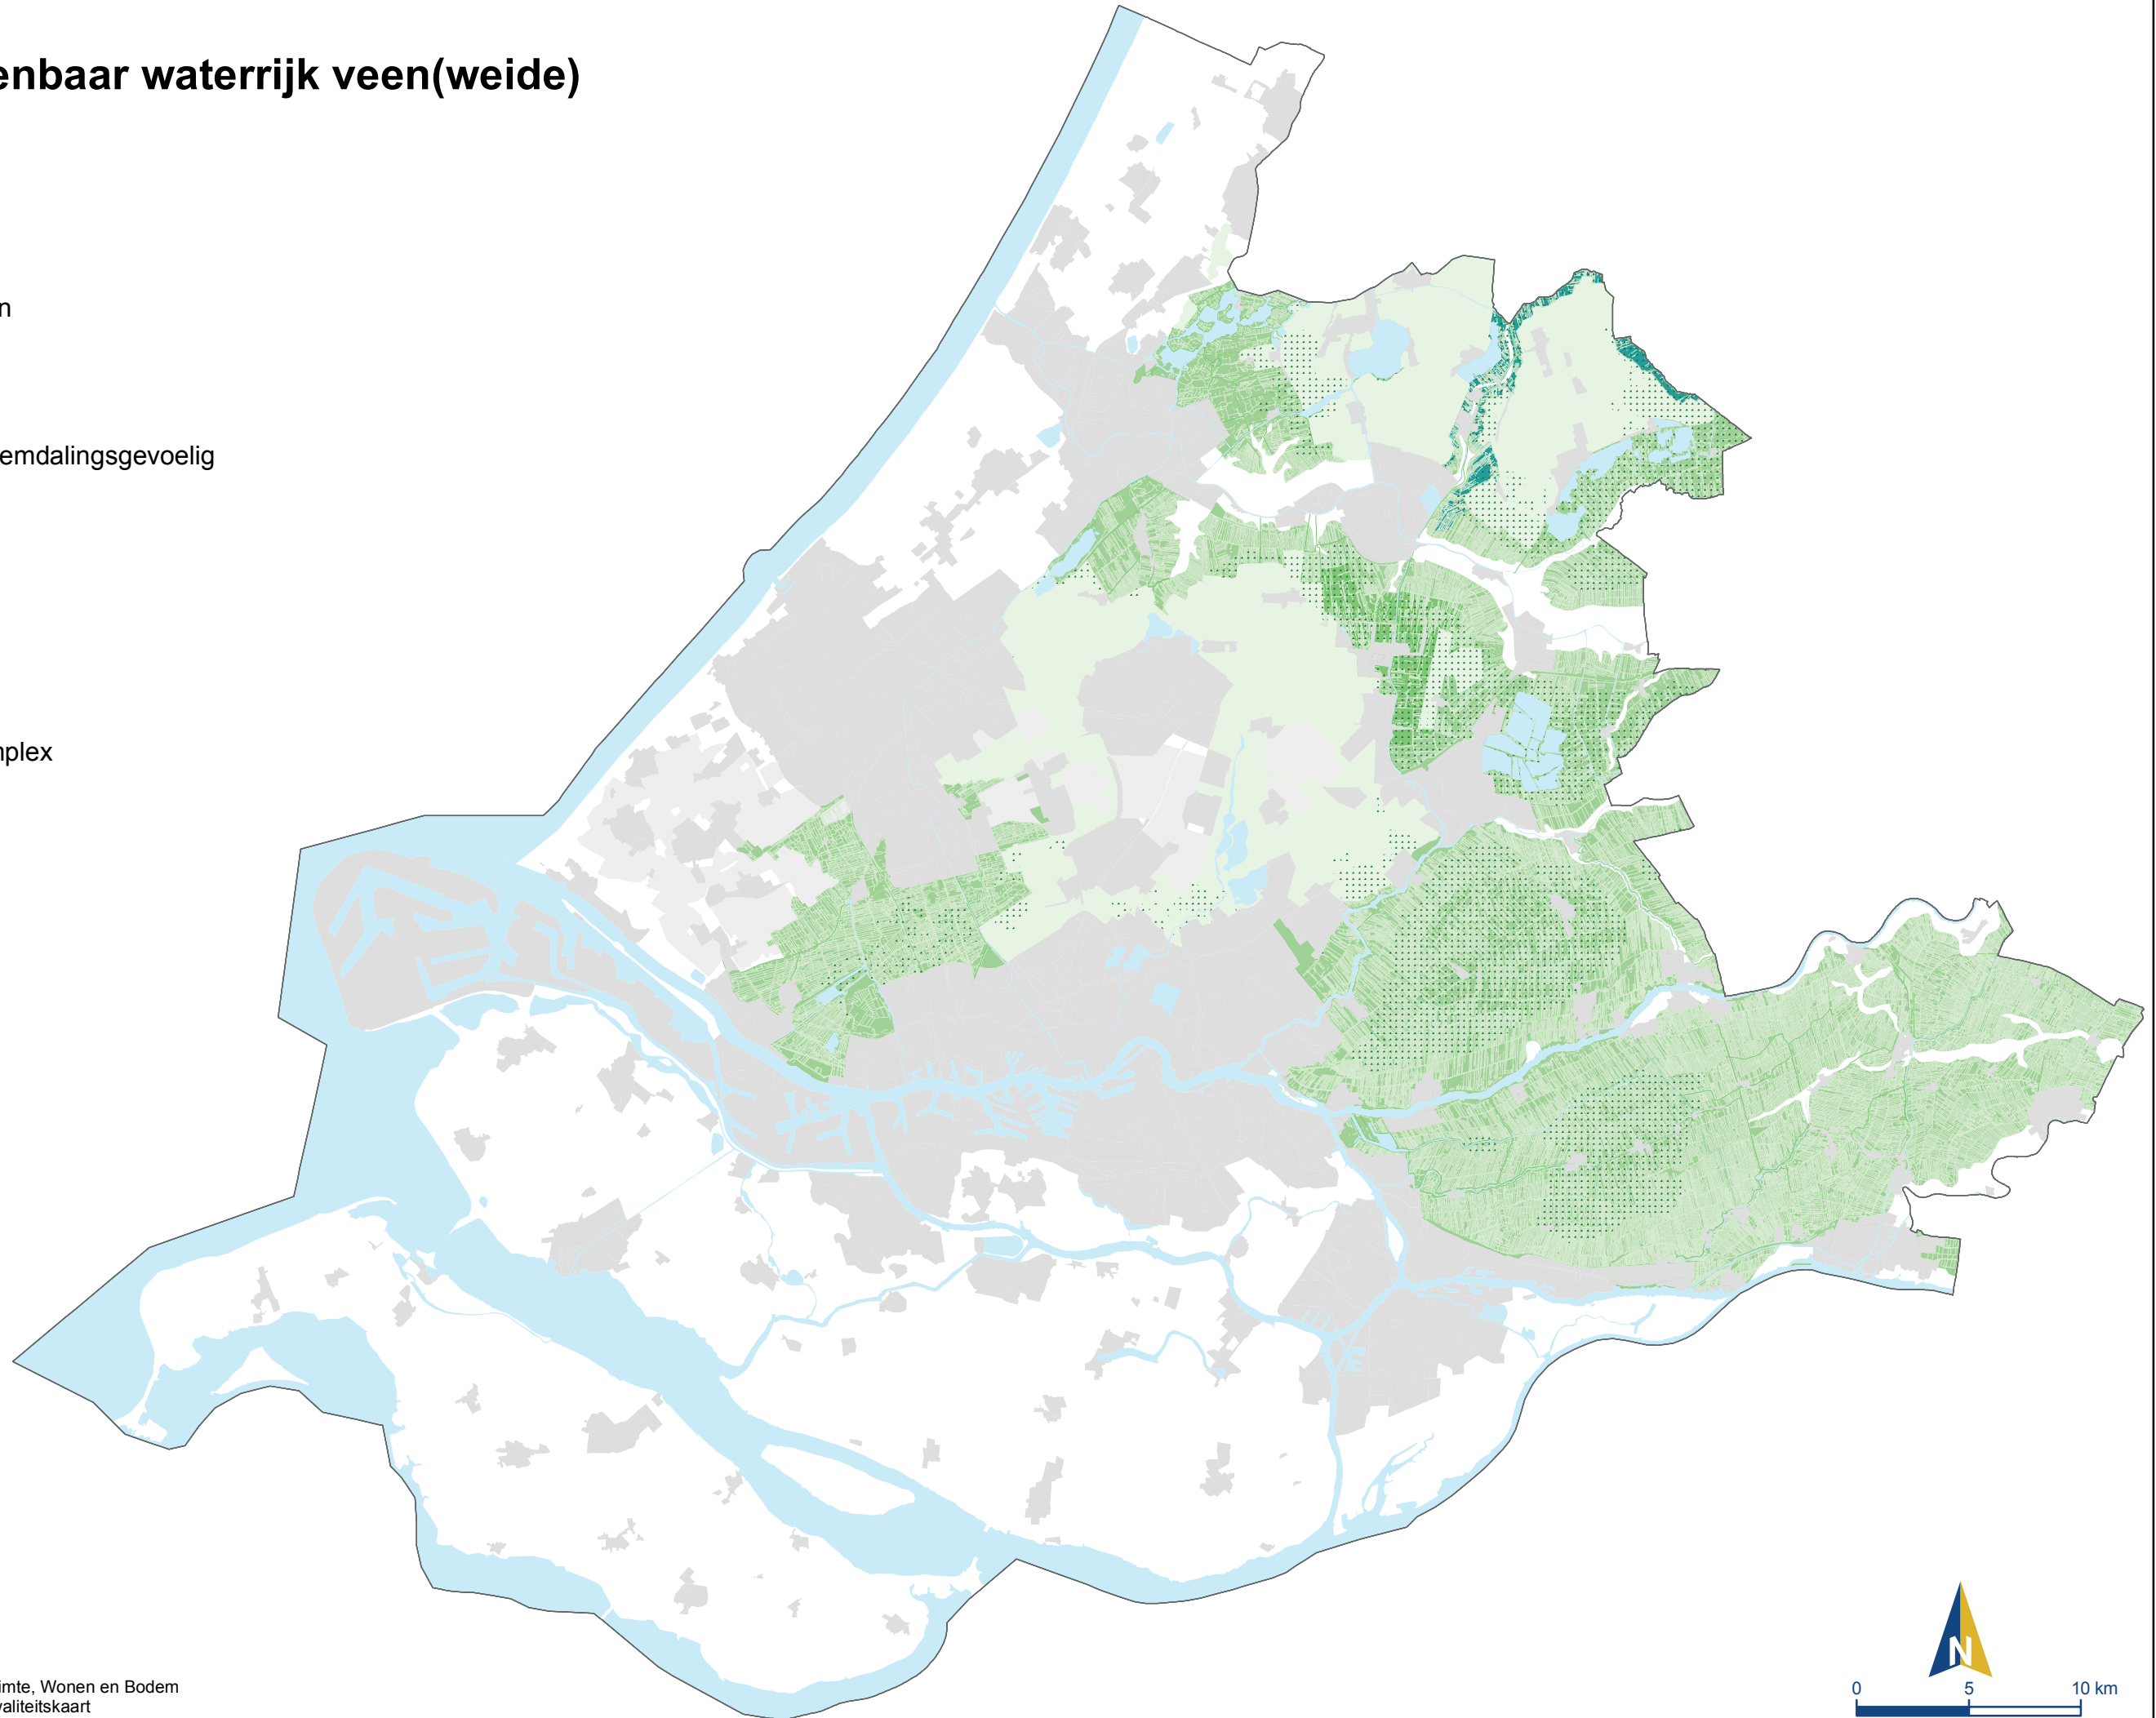 enbaar waterrijk veen(weide)
n
emdalingsgevoelig
nplex
imte, Wonen en Bodem
valiteitskaart
N
0 5 10 km